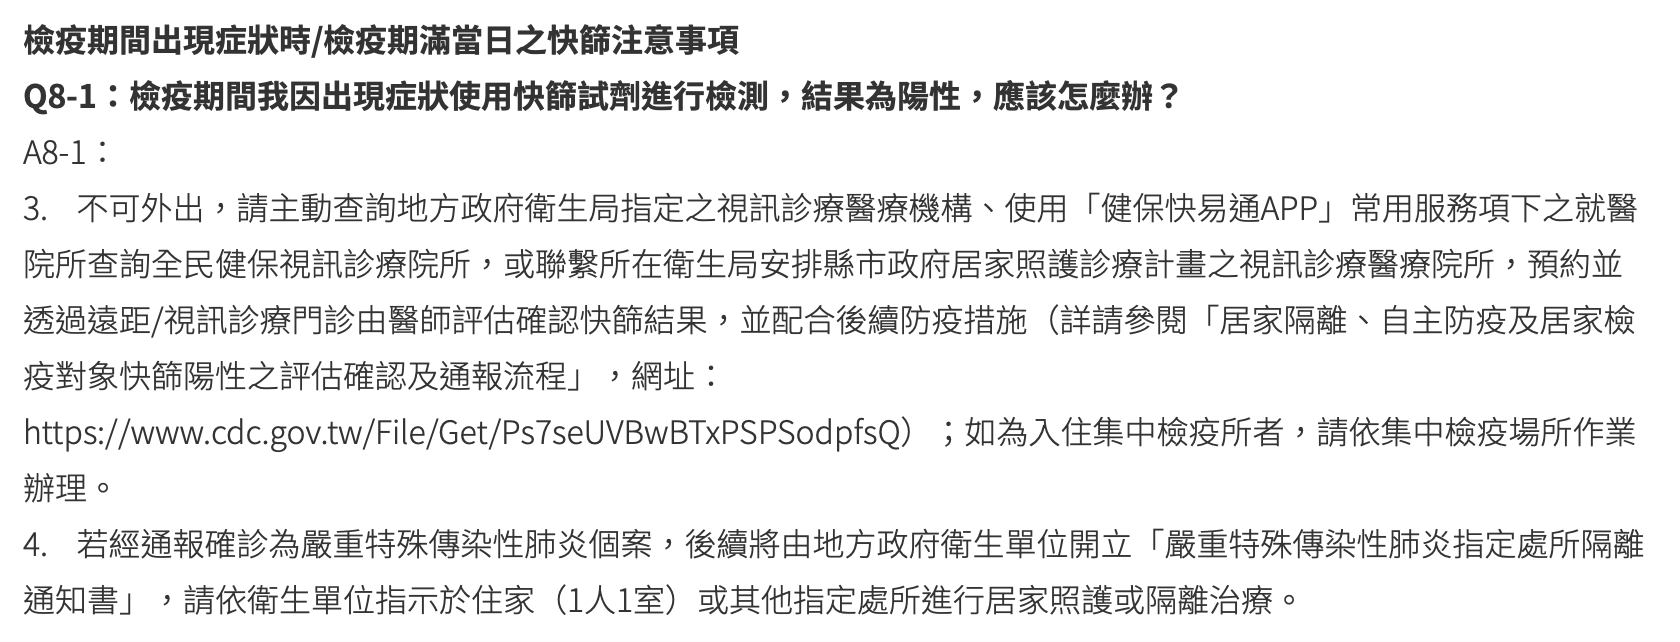 檢疫期間出現症狀時/檢疫期滿當日之快篩注意事項
Q8-1：檢疫期間我因出現症狀使用快篩試劑進行檢測，結果為陽性，應該怎麼辦？
A8-1：
3. 不可外出，請主動查詢地方政府衛生局指定之視訊診療醫療機構、使用「健保快易通APP」常用服務項下之就醫
院所查詢全民健保視訊診療院所，或聯繫所在衛生局安排縣市政府居家照護診療計畫之視訊診療醫療院所，預約並
透過遠距/視訊診療門診由醫師評估確認快篩結果，並配合後續防疫措施（詳請參閱「居家隔離、自主防疫及居家檢
疫對象快篩陽性之評估確認及通報流程」，網址：
https://www.cdc.gov.tw/File/Get/Ps7seUVBwBTxPSPSodpfsQ）；如為入住集中檢疫所者，請依集中檢疫場所作業
辦理。
4. 若經通報確診為嚴重特殊傳染性肺炎個案，後續將由地方政府衛生單位開立「嚴重特殊傳染性肺炎指定處所隔離
通知書」，請依衛生單位指示於住家（1人1室）或其他指定處所進行居家照護或隔離治療。